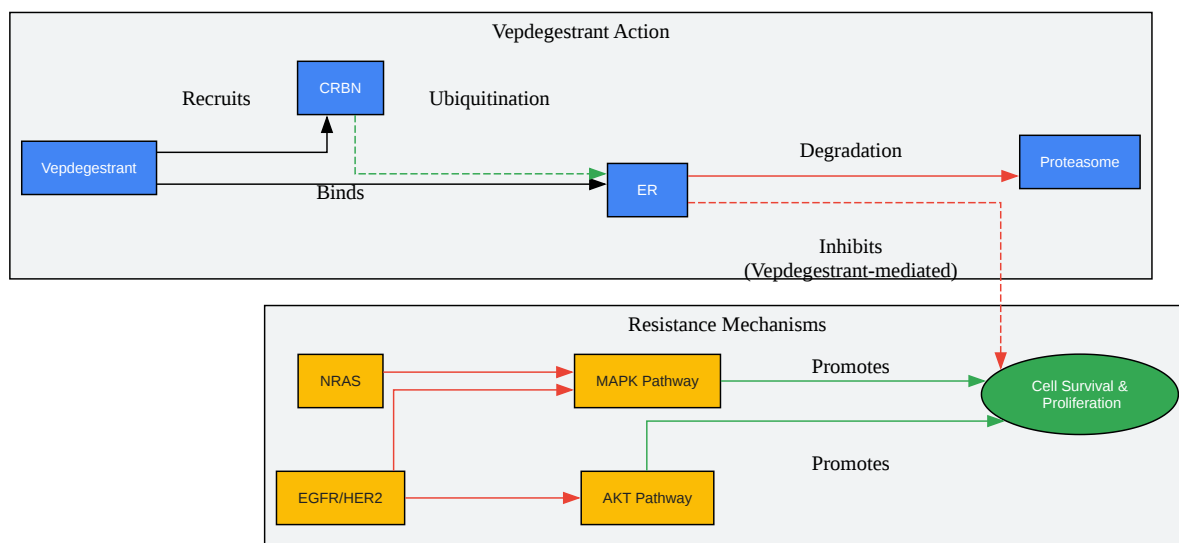 Vepdegestrant Action
CRBN
Recruits
Ubiquitination
Vepdegestrant
Binds
ER
Degradation
Proteasome
Inhibits
(Vepdegestrant-mediated)
Resistance Mechanisms
NRAS
MAPK Pathway
Promotes
Cell Survival &
Proliferation
EGFR/HER2
AKT Pathway
Promotes